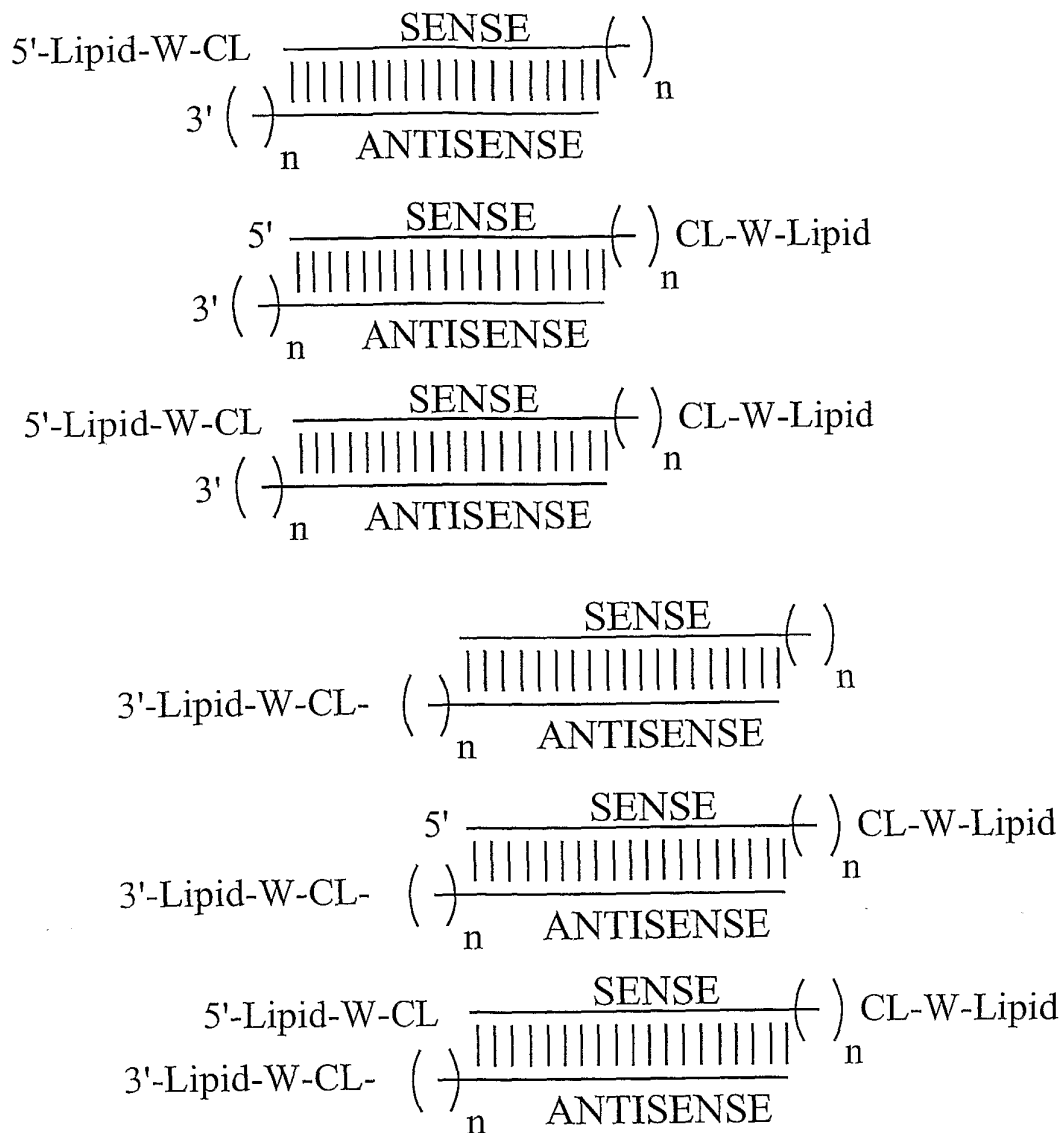 SENSE
5'-Lipid-W-CL ( )n
3' ( )n ANTISENSE
SENSE
5' ( )n CL-W-Lipid
3' ( )n ANTISENSE
SENSE
5'-Lipid-W-CL ( )n CL-W-Lipid
3' ( )n ANTISENSE
SENSE
( )n
3'-Lipid-W-CL- ( )n ANTISENSE
SENSE
5' ( )n CL-W-Lipid
3'-Lipid-W-CL- ( )n ANTISENSE
SENSE
5'-Lipid-W-CL ( )n CL-W-Lipid
3'-Lipid-W-CL- ( )n ANTISENSE